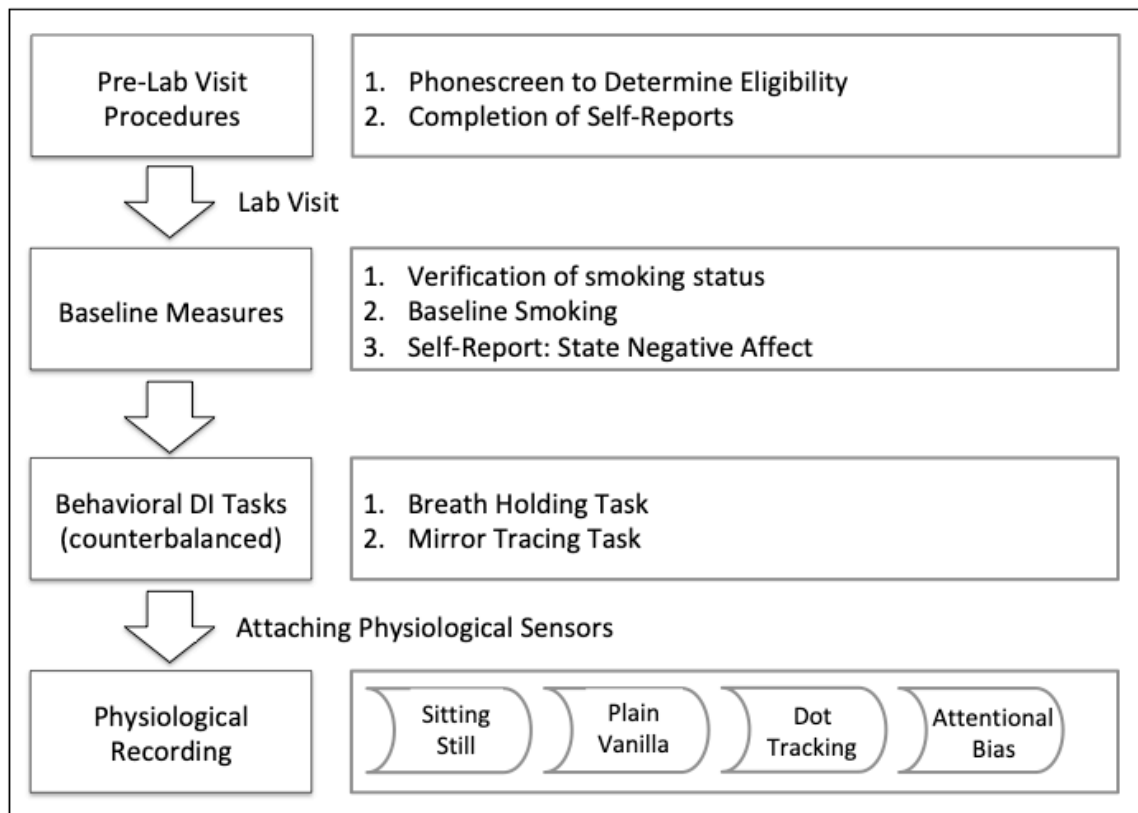 Pre-Lab Visit
Procedures
1. Phonescreen to Determine Eligibility
2. Completion of Self-Reports
Lab Visit
Baseline Measures
1. Verification of smoking status
2. Baseline Smoking
3. Self-Report: State Negative Affect
Behavioral DI Tasks
(counterbalanced)
1. Breath Holding Task
2. Mirror Tracing Task
Attaching Physiological Sensors
Physiological
Recording
Sitting
Still
Plain
Vanilla
Dot
Tracking
Attentional
Bias